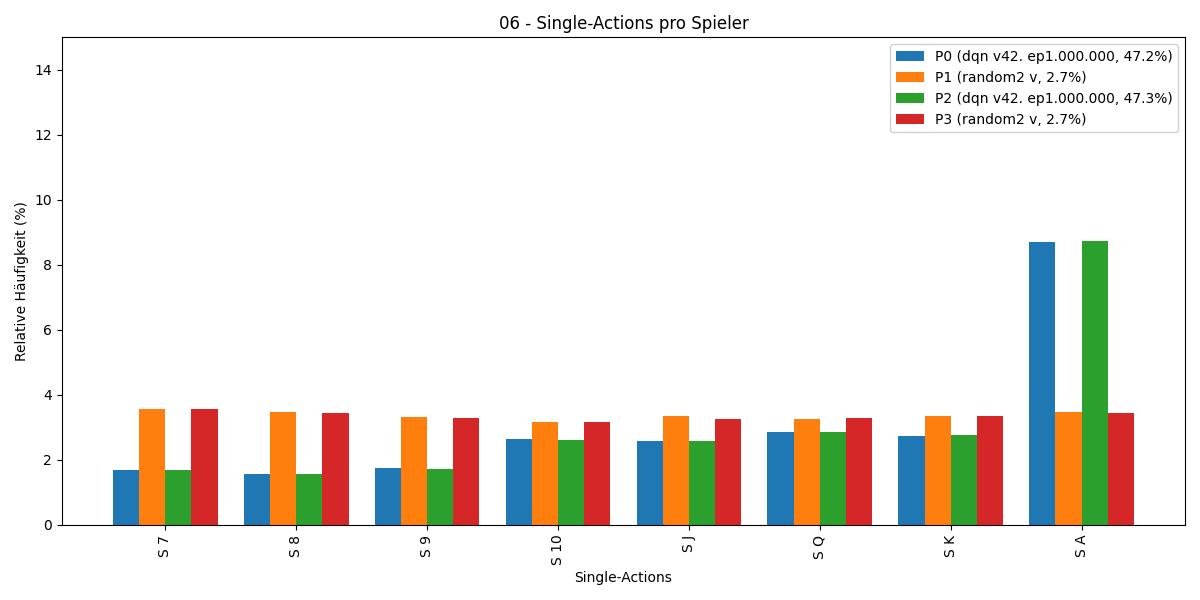 06 - Single-Actions pro Spieler
P0 (dqn v42. ep1.000.000, 47.2%)
P1 (random2 v, 2.7%)
P2 (dqn v42. ep1.000.000, 47.3%)
P3 (random2 v, 2.7%)
Relative Häufigkeit (%)
14
12
10
8
6
4
2
0
S 7
S 8
S 9
S 10
S J
S Q
S K
S A
Single-Actions